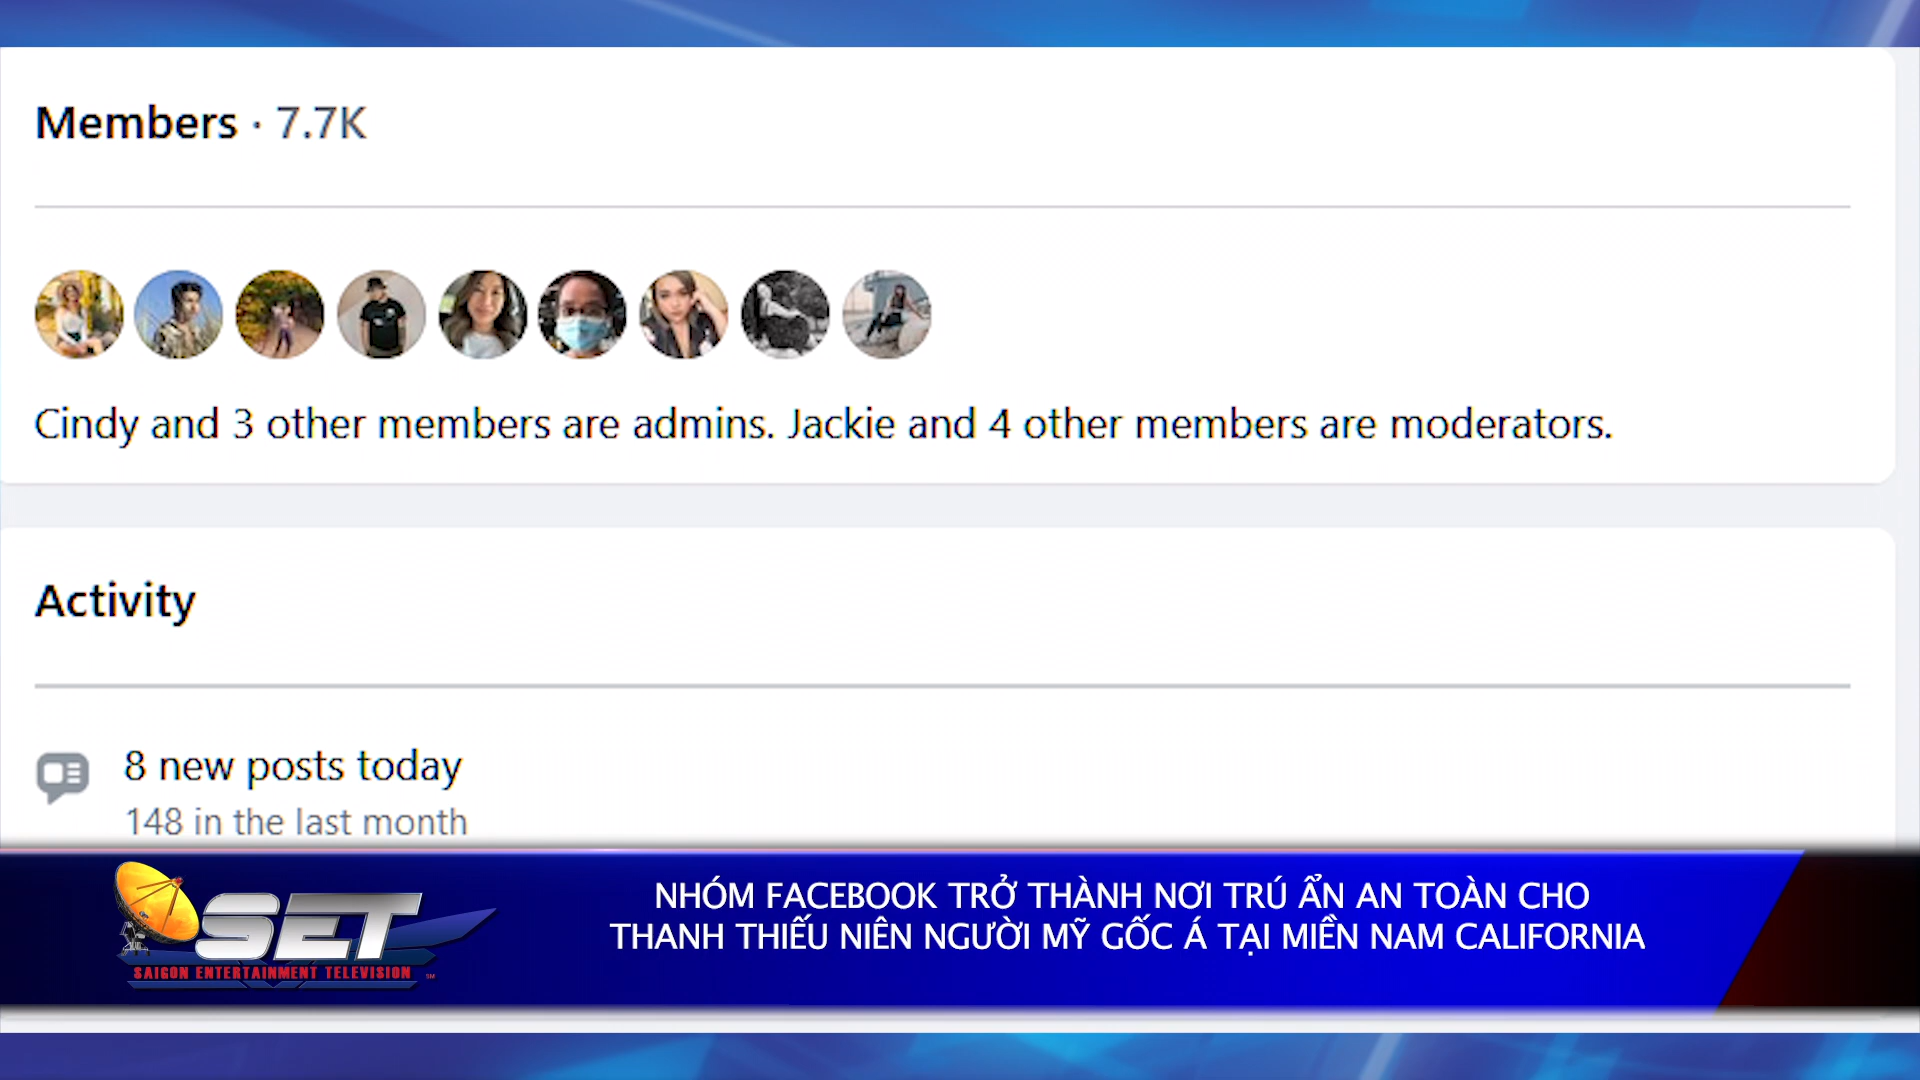 Members · 7.7K
Cindy and 3 other members are admins. Jackie and 4 other members are moderators.
Activity
8 new posts today
148 in the last month
SET
SAIGON ENTERTAINMENT TELEVISION SM
NHÓM FACEBOOK TRỞ THÀNH NƠI TRÚ ẨN AN TOÀN CHO
THANH THIẾU NIÊN NGƯỜI MỸ GỐC Á TẠI MIỀN NAM CALIFORNIA